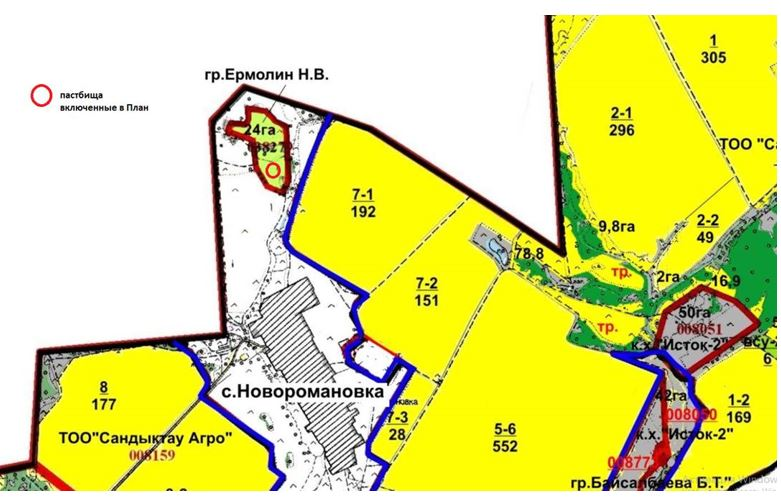 гр.Ермолин Н.В.
пастбища
включенные в План
24га
1
305
2-1
296
ТОО "Са
7-1
192
9,8га
2-2
49
78,8
тр.
2га
16,9
7-2
151
50га
008051
тр.
к.х."Исток-2"
8
177
с.Новоромановка
42га
1-2
169
7-3
28
5-6
552
008050
ТОО"Сандыктау Агро"
к.х."Исток-2"
008159
00877
гр.Байсалбаева Б.Т."